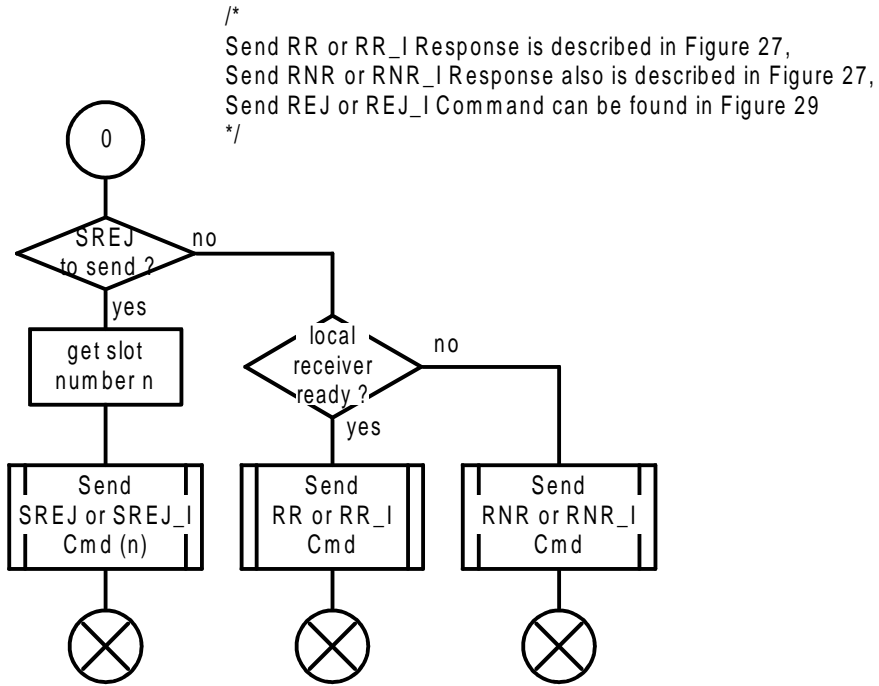 /*
Send RR or RR_I Response is described in Figure 27,
Send RNR or RNR_I Response also is described in Figure 27,
Send REJ or REJ_I Command can be found in Figure 29
*/
0
SREJ
to send ?
no
yes
get slot
number n
local
receiver
ready ?
no
yes
Send
SREJ or SREJ_I
Cmd (n)
Send
RR or RR_I
Cmd
Send
RNR or RNR_I
Cmd